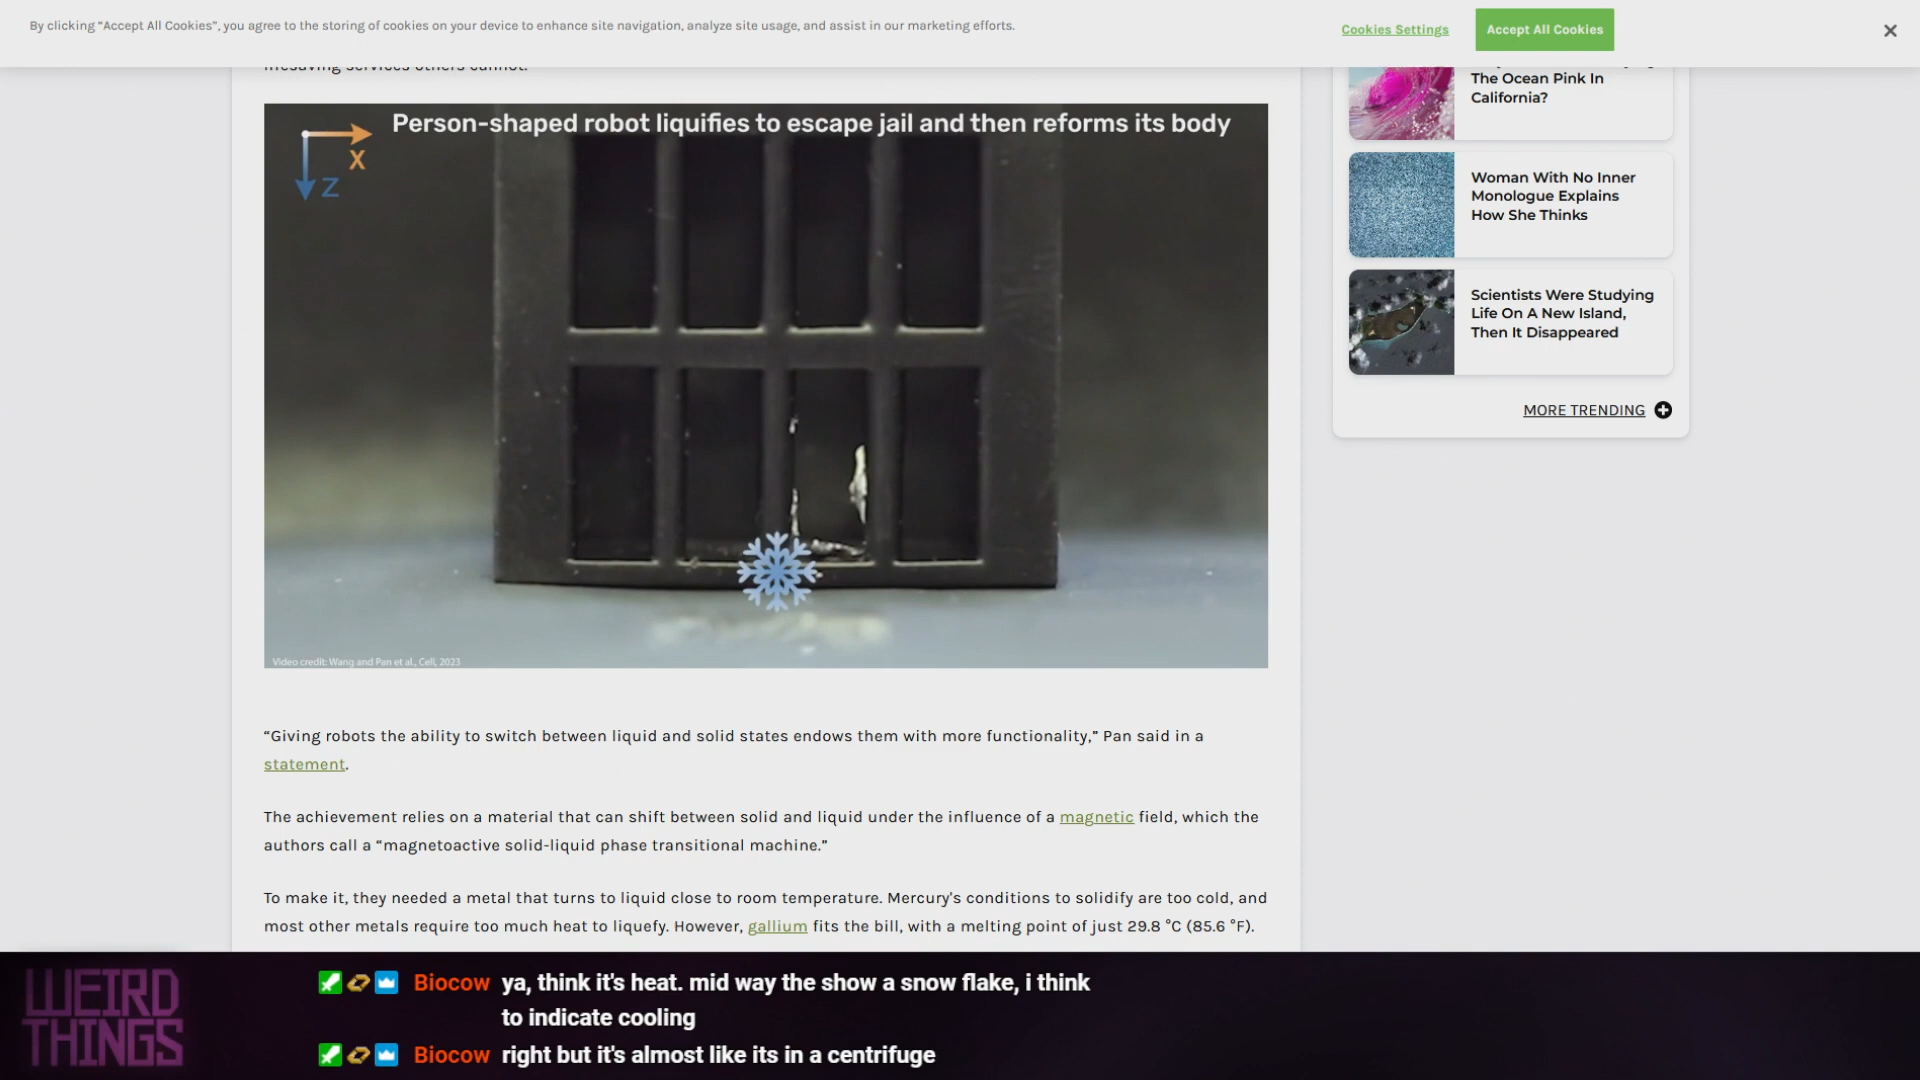 By clicking “Accept All Cookies”, you agree to the storing of cookies on your device to enhance site navigation, analyze site usage, and assist in our marketing efforts.
Cookies Settings
Accept All Cookies
lifesaving services others cannot.
Person-shaped robot liquifies to escape jail and then reforms its body
X
Z
Video credit: Wang and Pan et al., Cell, 2023
“Giving robots the ability to switch between liquid and solid states endows them with more functionality,” Pan said in a
statement.
The achievement relies on a material that can shift between solid and liquid under the influence of a magnetic field, which the
authors call a “magnetoactive solid-liquid phase transitional machine.”
To make it, they needed a metal that turns to liquid close to room temperature. Mercury's conditions to solidify are too cold, and
most other metals require too much heat to liquefy. However, gallium fits the bill, with a melting point of just 29.8 °C (85.6 °F).
The Ocean Pink In
California?
Woman With No Inner
Monologue Explains
How She Thinks
Scientists Were Studying
Life On A New Island,
Then It Disappeared
MORE TRENDING
WEIRD
THINGS
Biocow ya, think it's heat. mid way the show a snow flake, i think
to indicate cooling
Biocow right but it's almost like its in a centrifuge